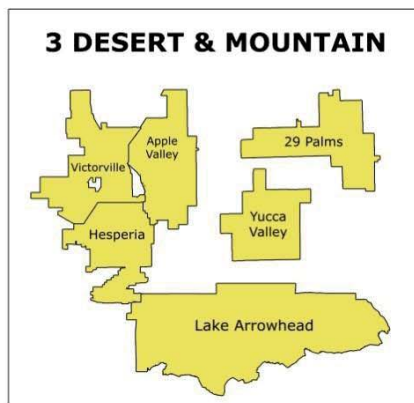 3 DESERT & MOUNTAIN
Apple
Valley
29 Palms
Victorville
Yucca
Valley
Hesperia
Lake Arrowhead